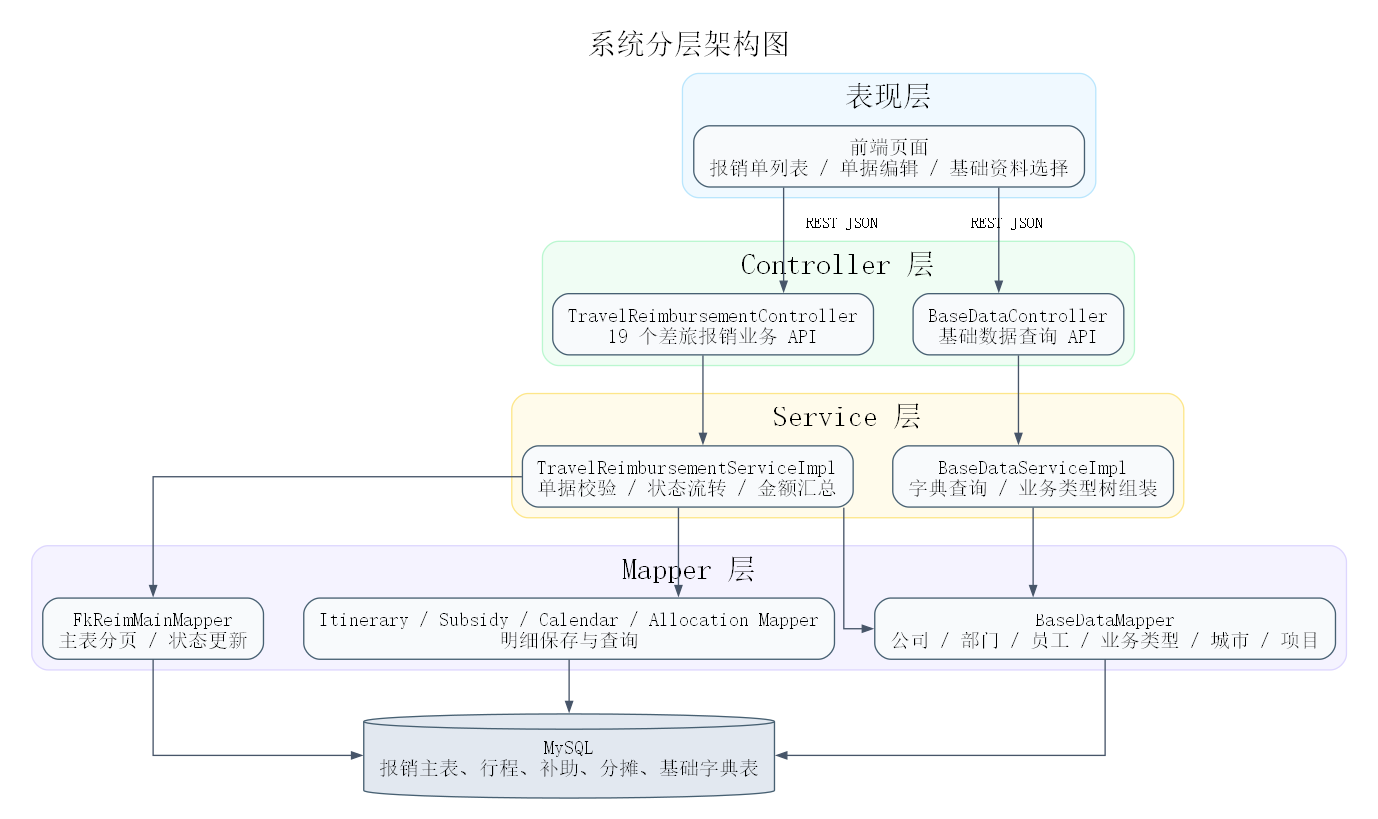 系统分层架构图
表现层
前端页面
报销单列表 / 单据编辑 / 基础资料选择
REST JSON
REST JSON
Controller 层
TravelReimbursementController
19 个差旅报销业务 API
BaseDataController
基础数据查询 API
Service 层
TravelReimbursementServiceImpl
单据校验 / 状态流转 / 金额汇总
BaseDataServiceImpl
字典查询 / 业务类型树组装
Mapper 层
FkReimMainMapper
主表分页 / 状态更新
Itinerary / Subsidy / Calendar / Allocation Mapper
明细保存与查询
BaseDataMapper
公司 / 部门 / 员工 / 业务类型 / 城市 / 项目
MySQL
报销主表、行程、补助、分摊、基础字典表